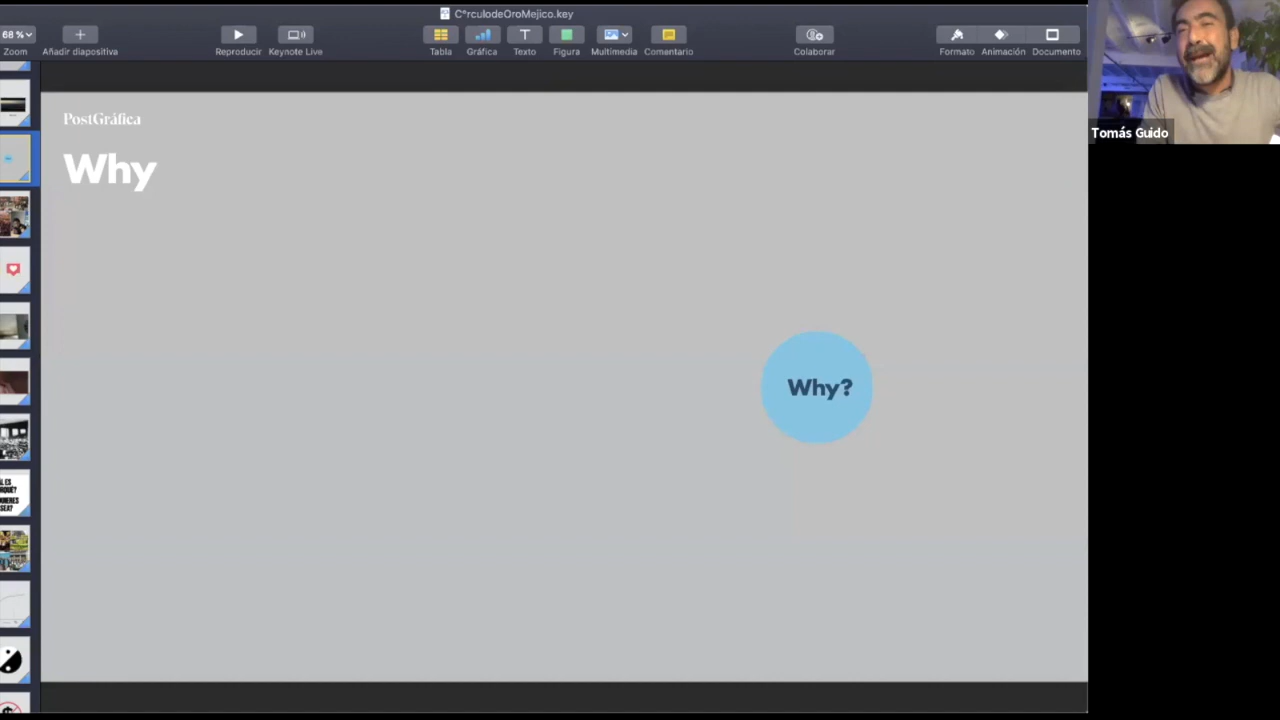 C°rculodeOroMejico.key
68 %
Zoom
Añadir diapositiva
Reproducir
Keynote Live
Tabla
Gráfica
Texto
Figura
Multimedia
Comentario
Colaborar
Formato
Animación
Documento
Tomás Guido
PostGráfica
Why
Why?